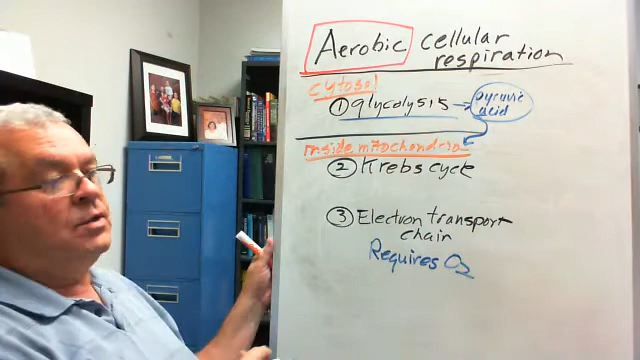 Aerobic cellular
respiration
cytosol
① glycolysis → pyruvic
acid
inside mitochondria
② Krebs cycle
③ Electron transport
chain
Requires O₂